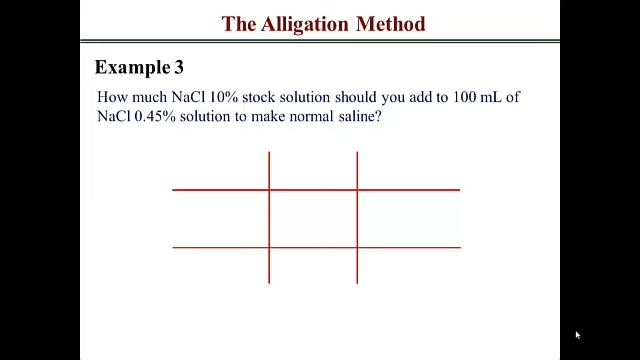 The Alligation Method
Example 3
How much NaCl 10% stock solution should you add to 100 mL of
NaCl 0.45% solution to make normal saline?